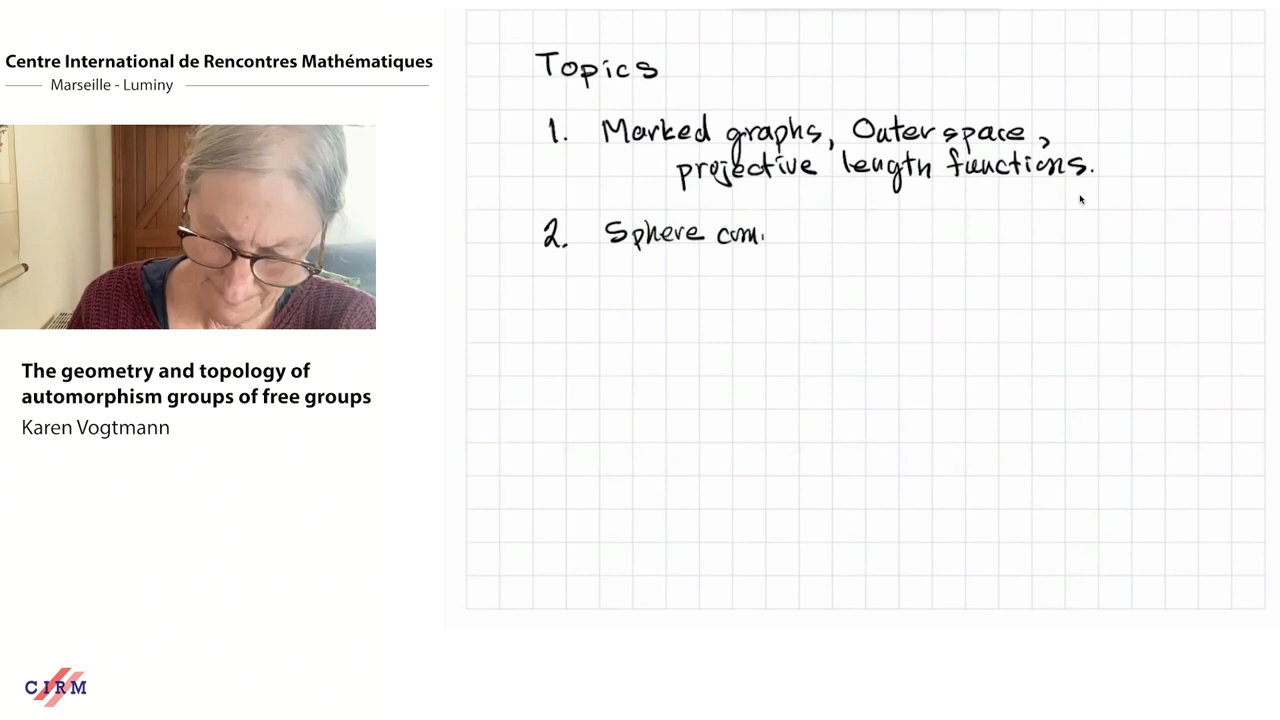 Centre International de Rencontres Mathématiques
Marseille - Luminy
The geometry and topology of
automorphism groups of free groups
Karen Vogtmann
CIRM
Topics
1. Marked graphs, Outer space,
projective length functions.
2. Sphere com